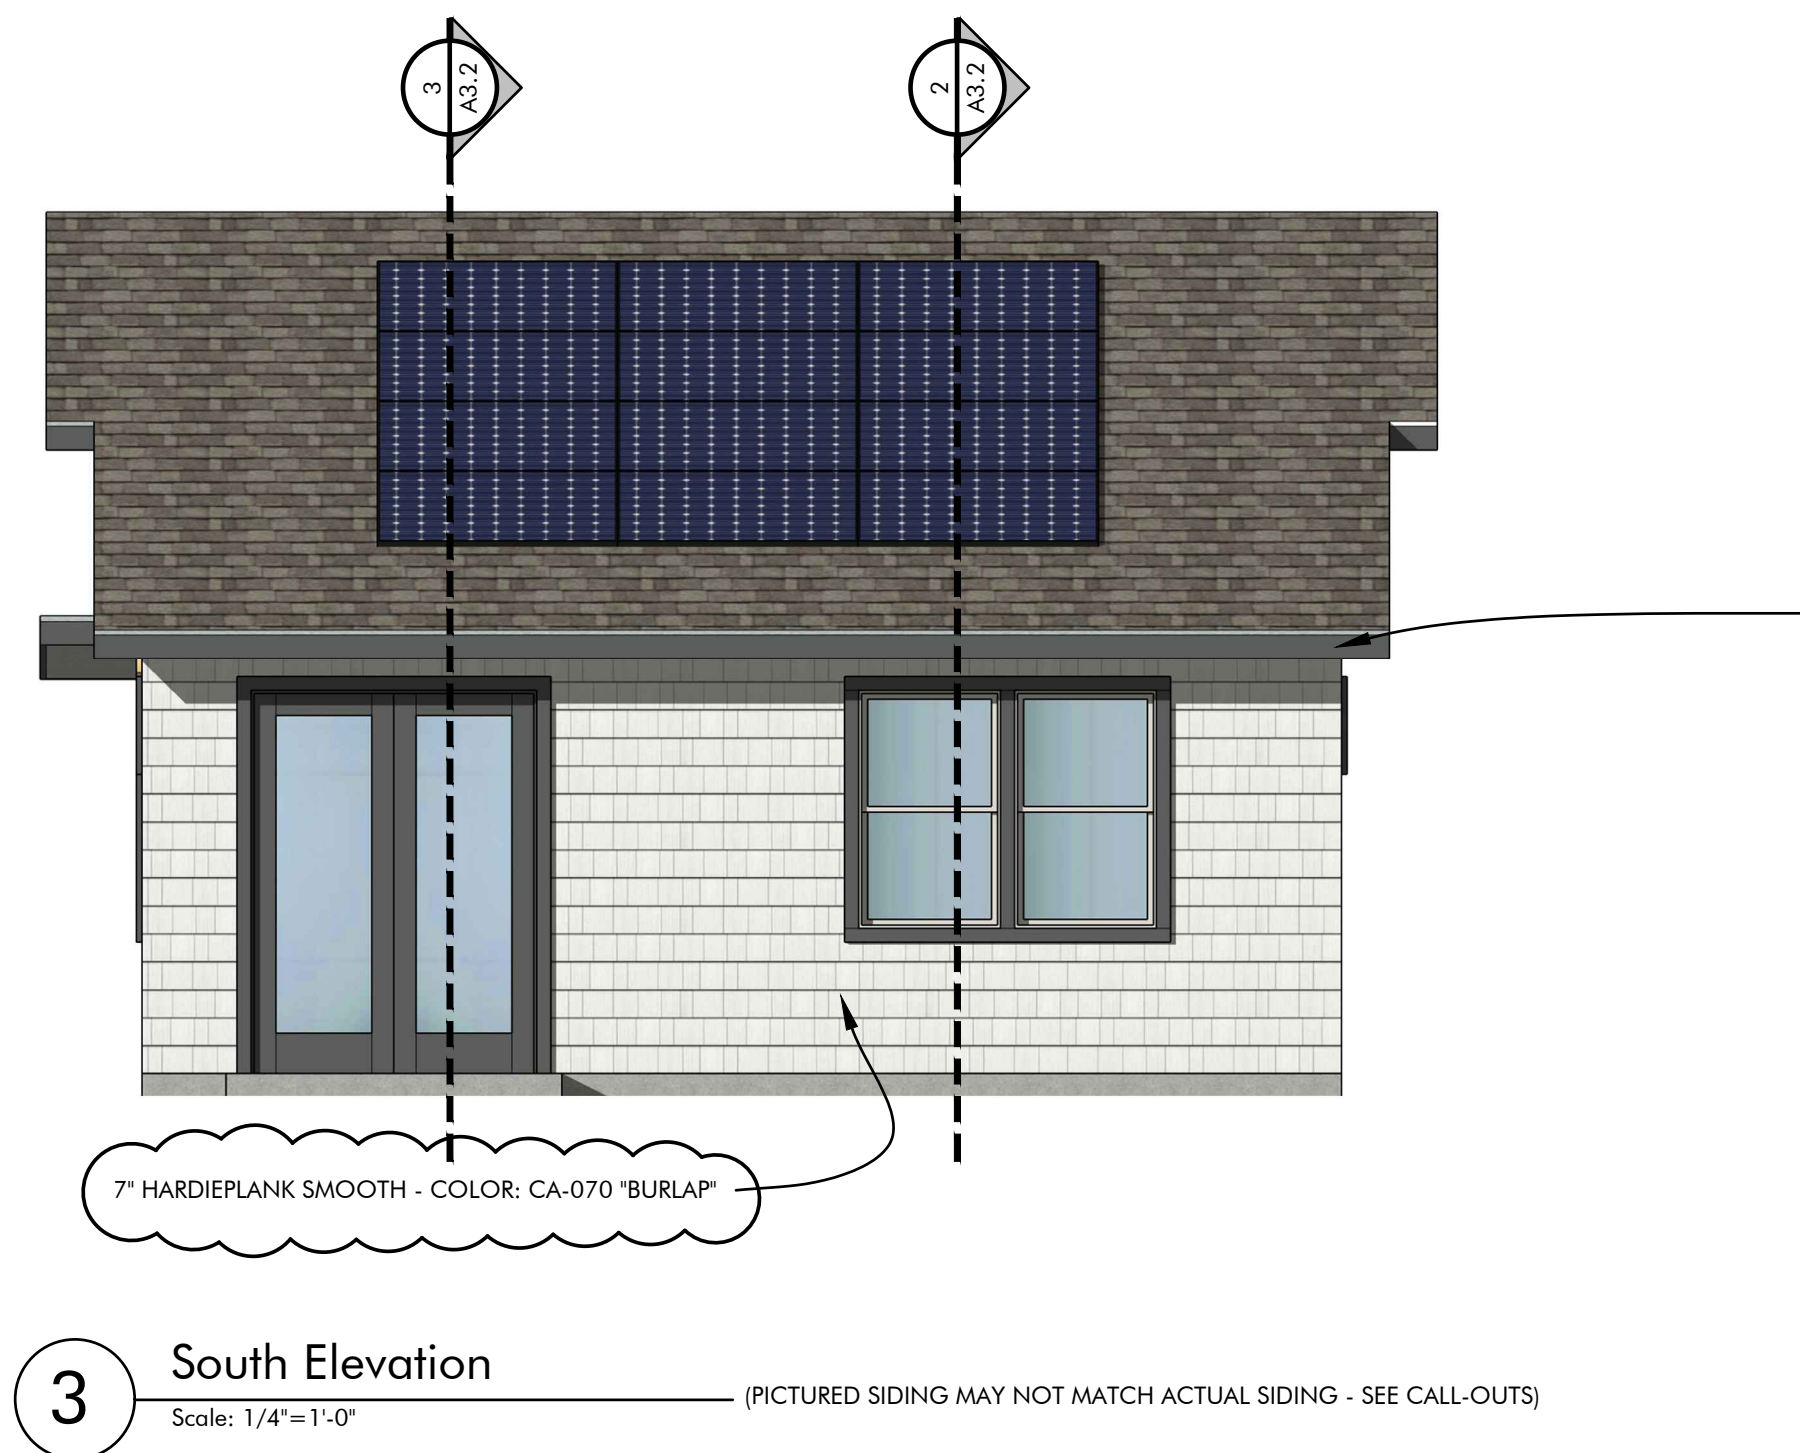 3
A3.2
2
A3.2
7" HARDIEPLANK SMOOTH - COLOR: CA-070 "BURLAP"
3
South Elevation
Scale: 1/4"=1'-0"
(PICTURED SIDING MAY NOT MATCH ACTUAL SIDING - SEE CALL-OUTS)